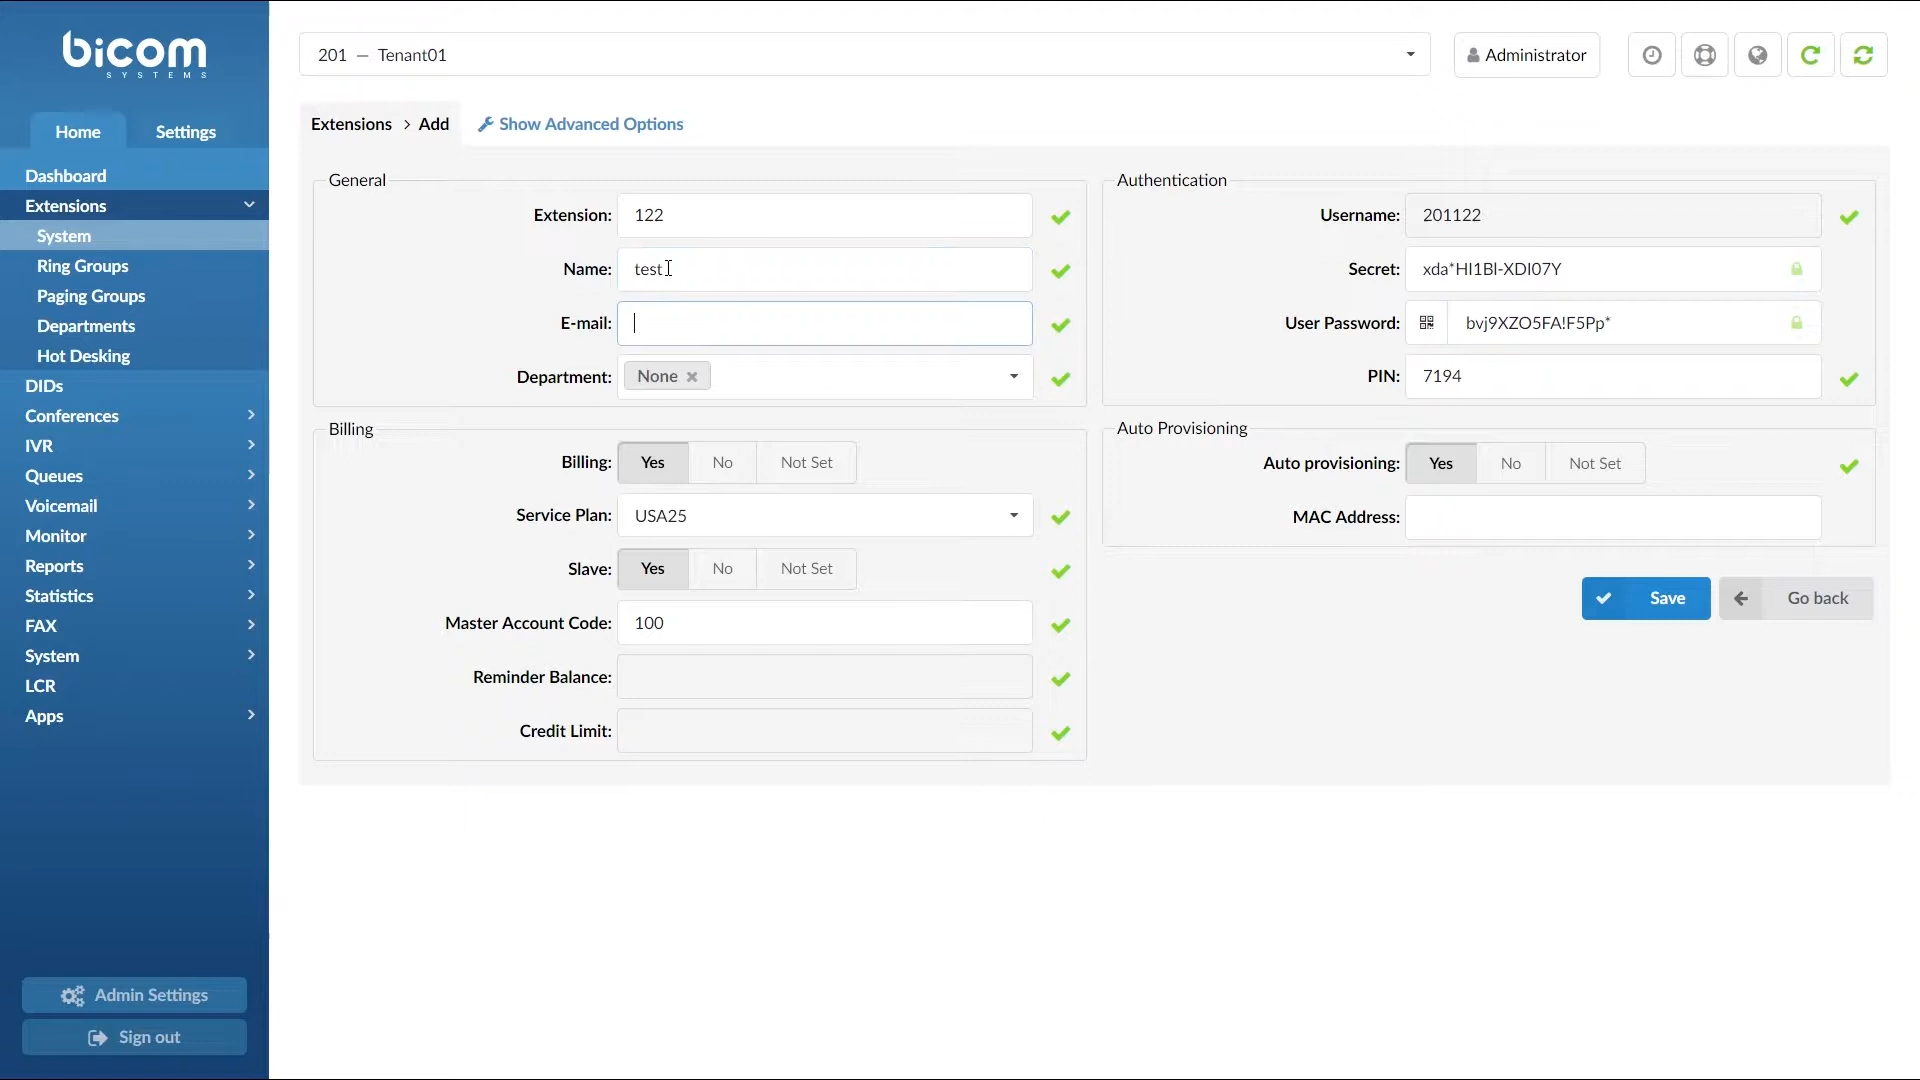 bicom
SYSTEMS
Home
Settings
Dashboard
Extensions
System
Ring Groups
Paging Groups
Departments
Hot Desking
DIDs
Conferences
IVR
Queues
Voicemail
Monitor
Reports
Statistics
FAX
System
LCR
Apps
Admin Settings
Sign out
201 — Tenant01
Administrator
Extensions > Add
Show Advanced Options
General
Extension: 122
Name: test
E-mail:
Department: None
Billing
Billing: Yes No Not Set
Service Plan: USA25
Slave: Yes No Not Set
Master Account Code: 100
Reminder Balance:
Credit Limit:
Authentication
Username: 201122
Secret: xda*HI1BI-XDI07Y
User Password: bvj9XZO5FA!F5Pp*
PIN: 7194
Auto Provisioning
Auto provisioning: Yes No Not Set
MAC Address:
Save
Go back